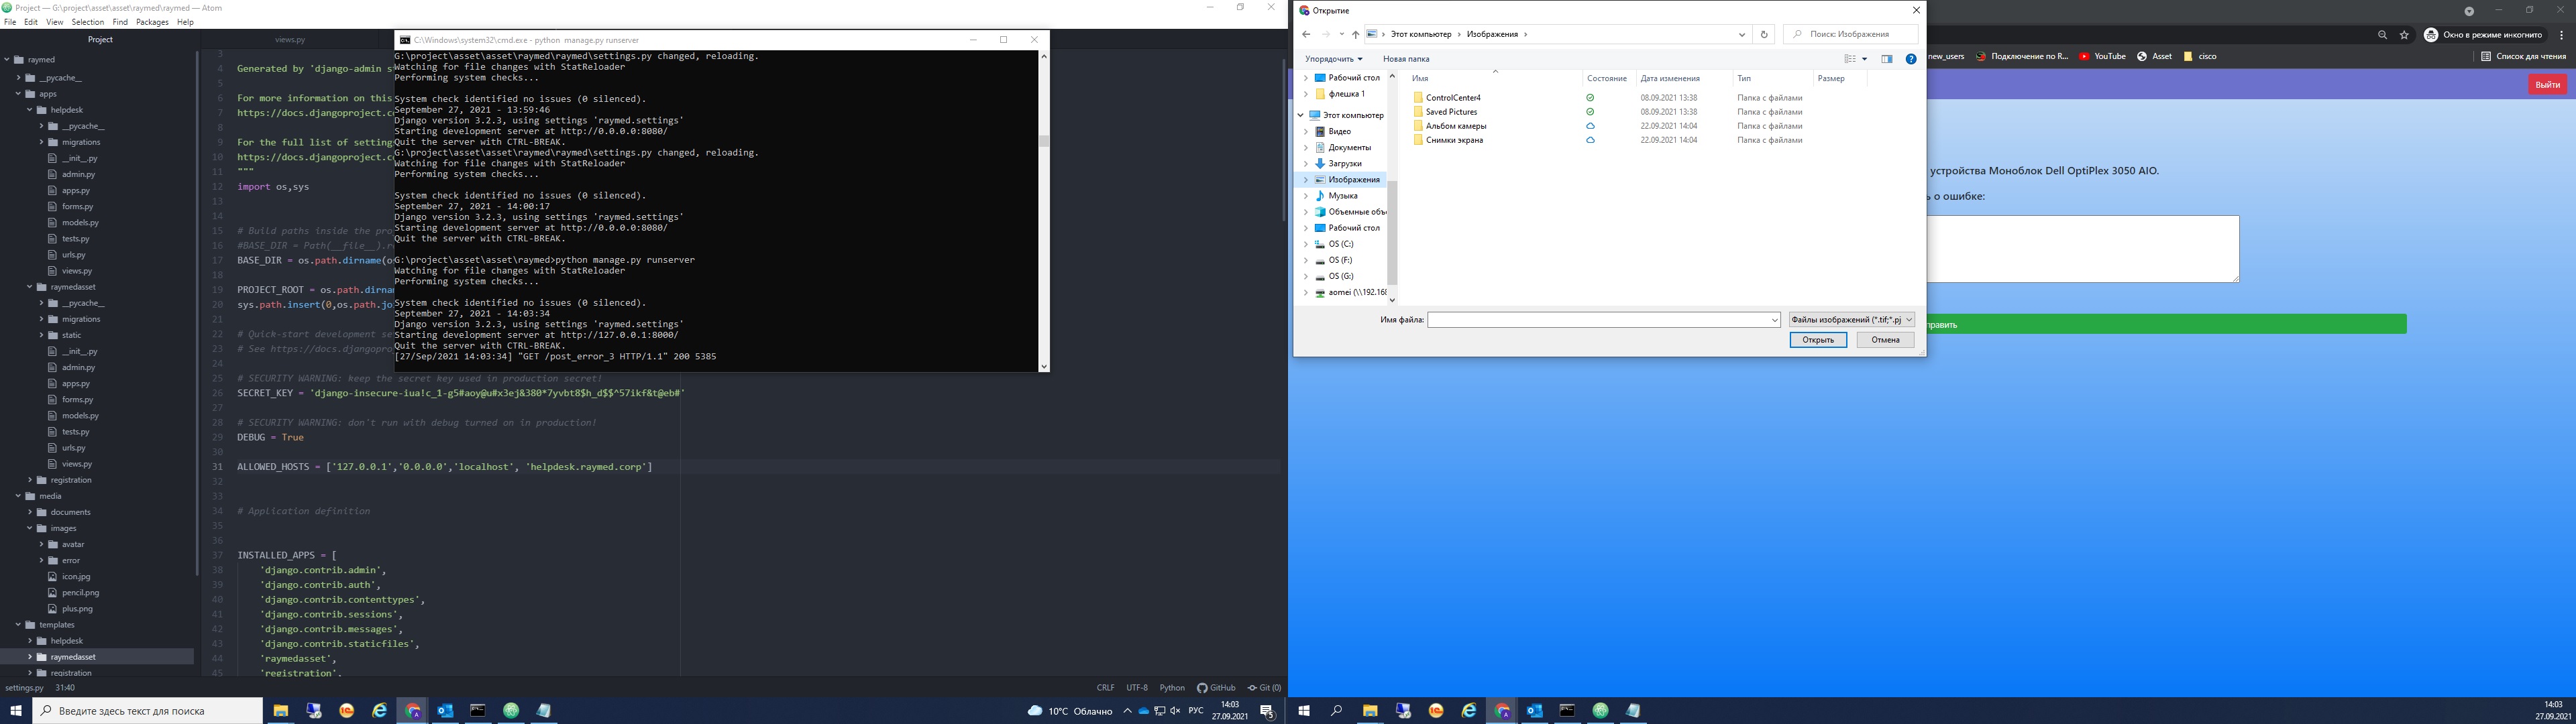 Project — G:\project\asset\asset\raymed\raymed — Atom
File Edit View Selection Find Packages Help
Project
raymed
__pycache__
apps
helpdesk
__pycache__
migrations
__init__.py
admin.py
apps.py
forms.py
models.py
tests.py
urls.py
views.py
raymedasset
__pycache__
migrations
static
__init__.py
admin.py
apps.py
forms.py
models.py
tests.py
urls.py
views.py
registration
media
documents
images
avatar
error
icon.jpg
pencil.png
plus.png
templates
helpdesk
raymedasset
registration
settings.py 31:40
views.py
3
4 Generated by 'django-admin s
5
6 For more information on this
7 https://docs.djangoproject.c
8
9 For the full list of setting
10 https://docs.djangoproject.c
11 """
12 import os,sys
13
14
15 # Build paths inside the pro
16 #BASE_DIR = Path(__file__).r
17 BASE_DIR = os.path.dirname(o
18
19 PROJECT_ROOT = os.path.dirna
20 sys.path.insert(0,os.path.jo
21
22 # Quick-start development se
23 # See https://docs.djangopro
24
25 # SECURITY WARNING: keep the secret key used in production secret!
26 SECRET_KEY = 'django-insecure-iua!c_1-g5#aoy@u#x3ej&380*7yvbt8$h_d$$^57ikf&t@eb#'
27
28 # SECURITY WARNING: don't run with debug turned on in production!
29 DEBUG = True
30
31 ALLOWED_HOSTS = ['127.0.0.1','0.0.0.0','localhost', 'helpdesk.raymed.corp']
32
33
34 # Application definition
35
36
37 INSTALLED_APPS = [
38 'django.contrib.admin',
39 'django.contrib.auth',
40 'django.contrib.contenttypes',
41 'django.contrib.sessions',
42 'django.contrib.messages',
43 'django.contrib.staticfiles',
44 'raymedasset',
45 'registration',
CRLF UTF-8 Python GitHub Git (0)
C:\Windows\system32\cmd.exe - python manage.py runserver
G:\project\asset\asset\raymed\raymed\settings.py changed, reloading.
Watching for file changes with StatReloader
Performing system checks...
System check identified no issues (0 silenced).
September 27, 2021 - 13:59:46
Django version 3.2.3, using settings 'raymed.settings'
Starting development server at http://0.0.0.0:8080/
Quit the server with CTRL-BREAK.
G:\project\asset\asset\raymed\raymed\settings.py changed, reloading.
Watching for file changes with StatReloader
Performing system checks...
System check identified no issues (0 silenced).
September 27, 2021 - 14:00:17
Django version 3.2.3, using settings 'raymed.settings'
Starting development server at http://0.0.0.0:8080/
Quit the server with CTRL-BREAK.
G:\project\asset\asset\raymed>python manage.py runserver
Watching for file changes with StatReloader
Performing system checks...
System check identified no issues (0 silenced).
September 27, 2021 - 14:03:34
Django version 3.2.3, using settings 'raymed.settings'
Starting development server at http://127.0.0.1:8000/
Quit the server with CTRL-BREAK.
[27/Sep/2021 14:03:34] "GET /post_error_3 HTTP/1.1" 200 5385
Введите здесь текст для поиска
10°C Облачно
РУС
14:03
27.09.2021
5
Открытие
Этот компьютер › Изображения ›
Поиск: Изображения
Упорядочить Новая папка
Рабочий стол
флешка 1
Этот компьютер
Видео
Документы
Загрузки
Изображения
Музыка
Объемные объ
Рабочий стол
OS (C:)
OS (F:)
OS (G:)
aomei (\\192.168
Имя Состояние Дата изменения Тип Размер
ControlCenter4 08.09.2021 13:38 Папка с файлами
Saved Pictures 08.09.2021 13:38 Папка с файлами
Альбом камеры 22.09.2021 14:04 Папка с файлами
Снимки экрана 22.09.2021 14:04 Папка с файлами
Имя файла:
Файлы изображений (*.tif;*.pj
Открыть Отмена
Окно в режиме инкогнито
new_users Подключение по R... YouTube Asset cisco
Список для чтения
Выйти
устройства Моноблок Dell OptiPlex 3050 AIO.
ь о ошибке:
править
14:03
27.09.2021